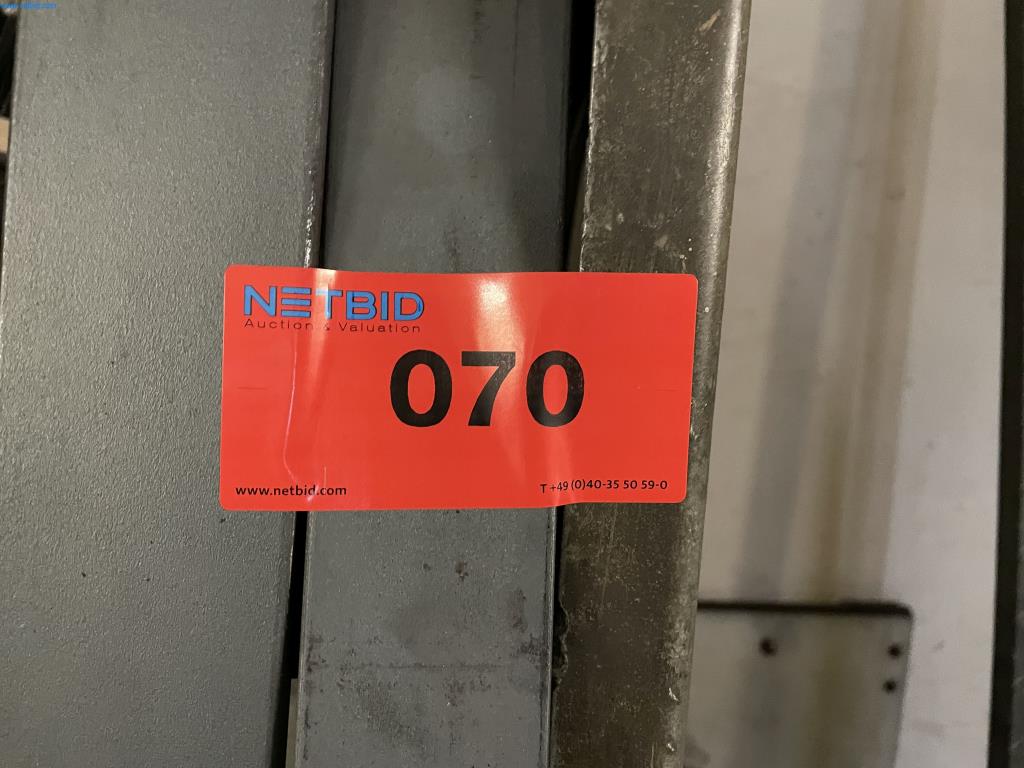 NETBID
Auction & Valuation
070
www.netbid.com
T +49 (0)40-35 50 59-0